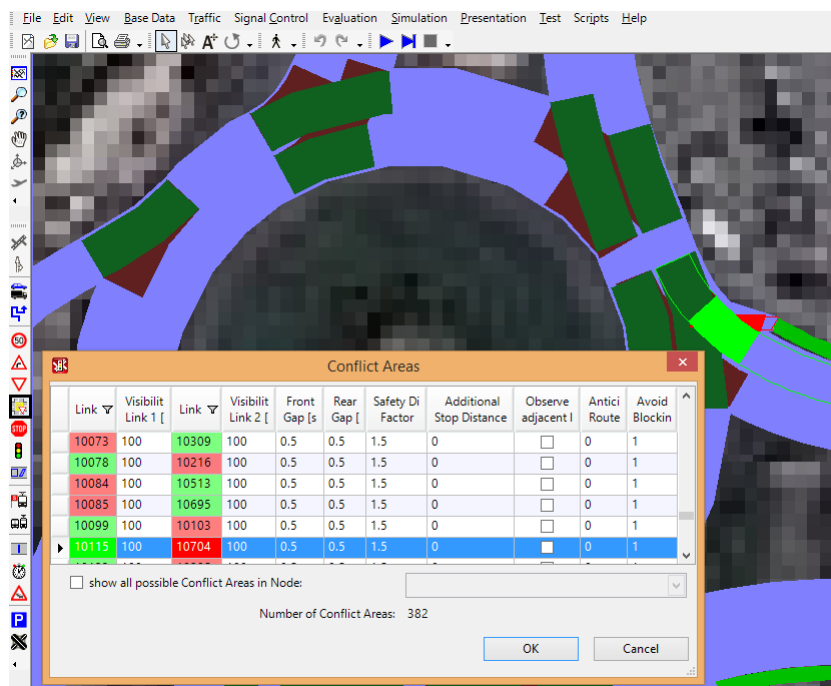 File Edit View Base Data Traffic Signal Control Evaluation Simulation Presentation Test Scripts Help
Conflict Areas
Link Visibilit Link 1 [ Link Visibilit Link 2 [ Front Gap [s Rear Gap [ Safety Di Factor Additional Stop Distance Observe adjacent l Antici Route Avoid Blockin
10073 100 10309 100 0.5 0.5 1.5 0 0 1
10078 100 10216 100 0.5 0.5 1.5 0 0 1
10084 100 10513 100 0.5 0.5 1.5 0 0 1
10085 100 10695 100 0.5 0.5 1.5 0 0 1
10099 100 10103 100 0.5 0.5 1.5 0 0 1
10115 100 10704 100 0.5 0.5 1.5 0 0 1
show all possible Conflict Areas in Node:
Number of Conflict Areas: 382
OK Cancel
50
STOP
P